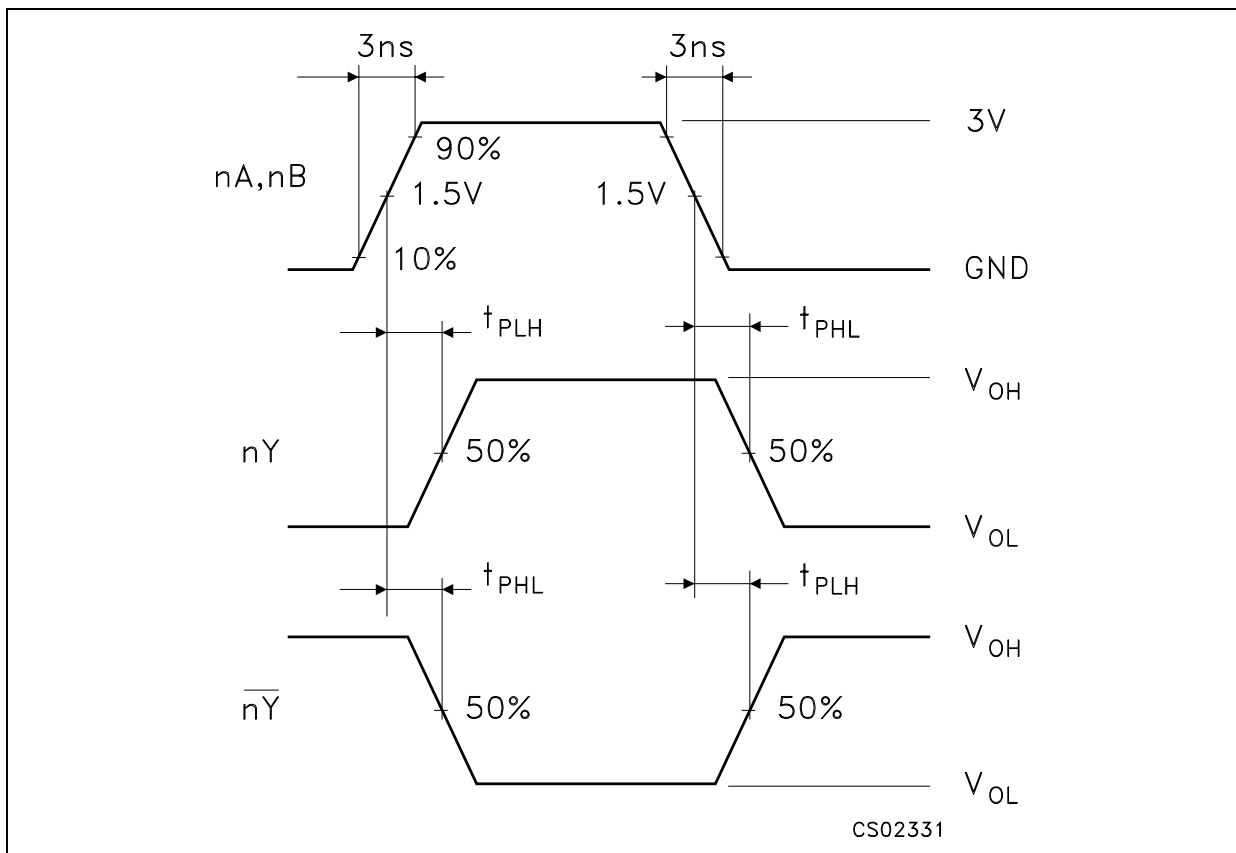 3ns 3ns
3V
90%
nA,nB 1.5V 1.5V
10% GND
tPLH tPHL
VOH
nY 50% 50%
VOL
tPHL tPLH
VOH
n̅Y̅ 50% 50%
VOL
CS02331